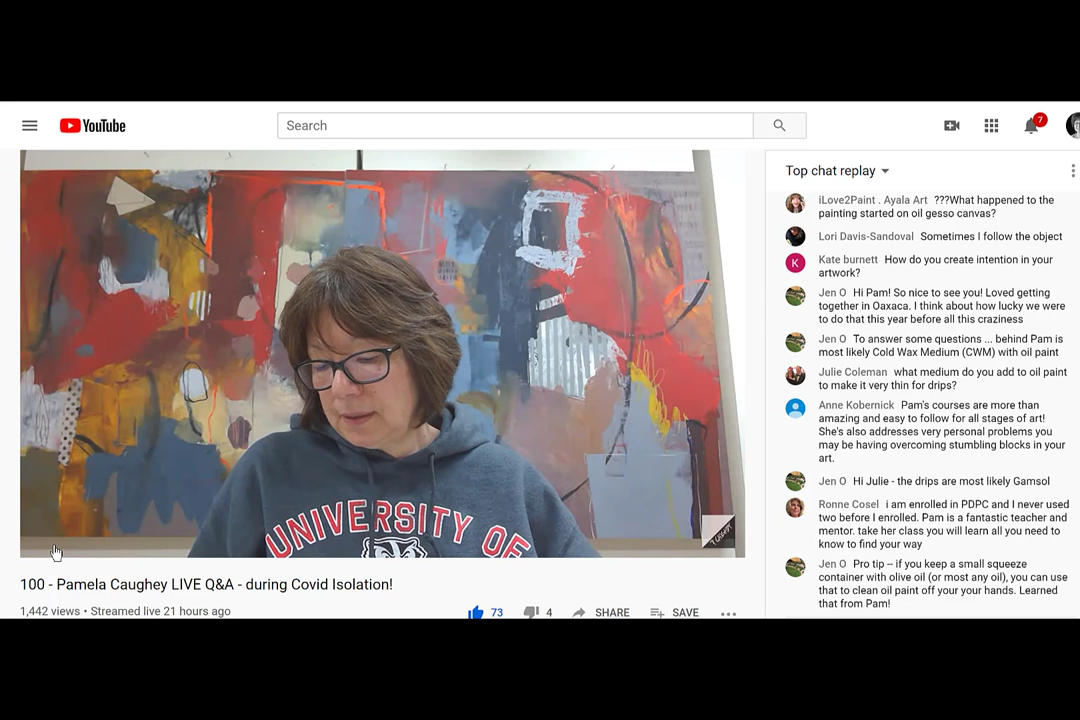 YouTube
Search
7
Top chat replay
iLove2Paint . Ayala Art ???What happened to the
painting started on oil gesso canvas?
Lori Davis-Sandoval Sometimes I follow the object
K
Kate burnett How do you create intention in your
artwork?
Jen O Hi Pam! So nice to see you! Loved getting
together in Oaxaca. I think about how lucky we were
to do that this year before all this craziness
Jen O To answer some questions ... behind Pam is
most likely Cold Wax Medium (CWM) with oil paint
Julie Coleman what medium do you add to oil paint
to make it very thin for drips?
Anne Kobernick Pam's courses are more than
amazing and easy to follow for all stages of art!
She's also addresses very personal problems you
may be having overcoming stumbling blocks in your
art.
Jen O Hi Julie - the drips are most likely Gamsol
Ronne Cosel i am enrolled in PDPC and I never used
two before I enrolled. Pam is a fantastic teacher and
mentor. take her class you will learn all you need to
know to find your way
Jen O Pro tip -- if you keep a small squeeze
container with olive oil (or most any oil), you can use
that to clean oil paint off your your hands. Learned
that from Pam!
UNIVERSITY OF
100 - Pamela Caughey LIVE Q&A - during Covid Isolation!
1,442 views • Streamed live 21 hours ago
73
4
SHARE
SAVE